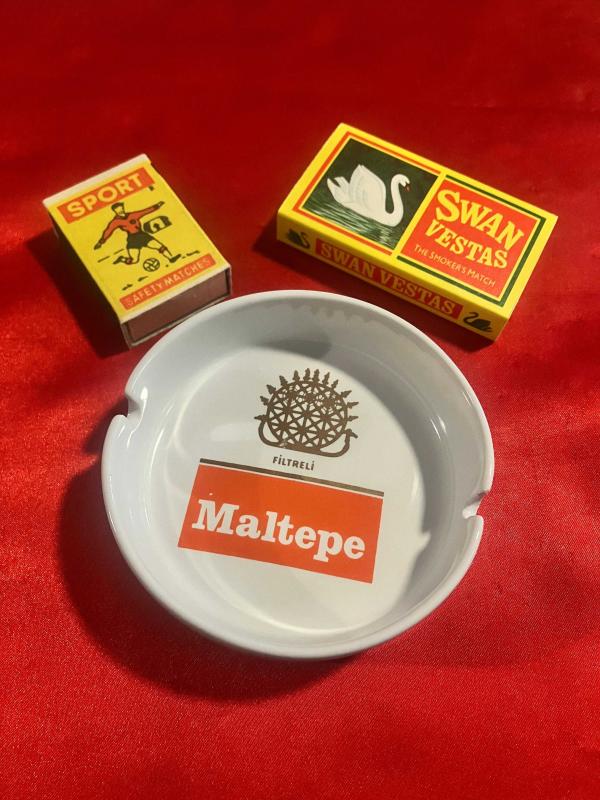 SPORT
SAFETY MATCHES
SWAN
VESTAS
THE SMOKER'S MATCH
SWAN VESTAS
FİLTRELİ
Maltepe